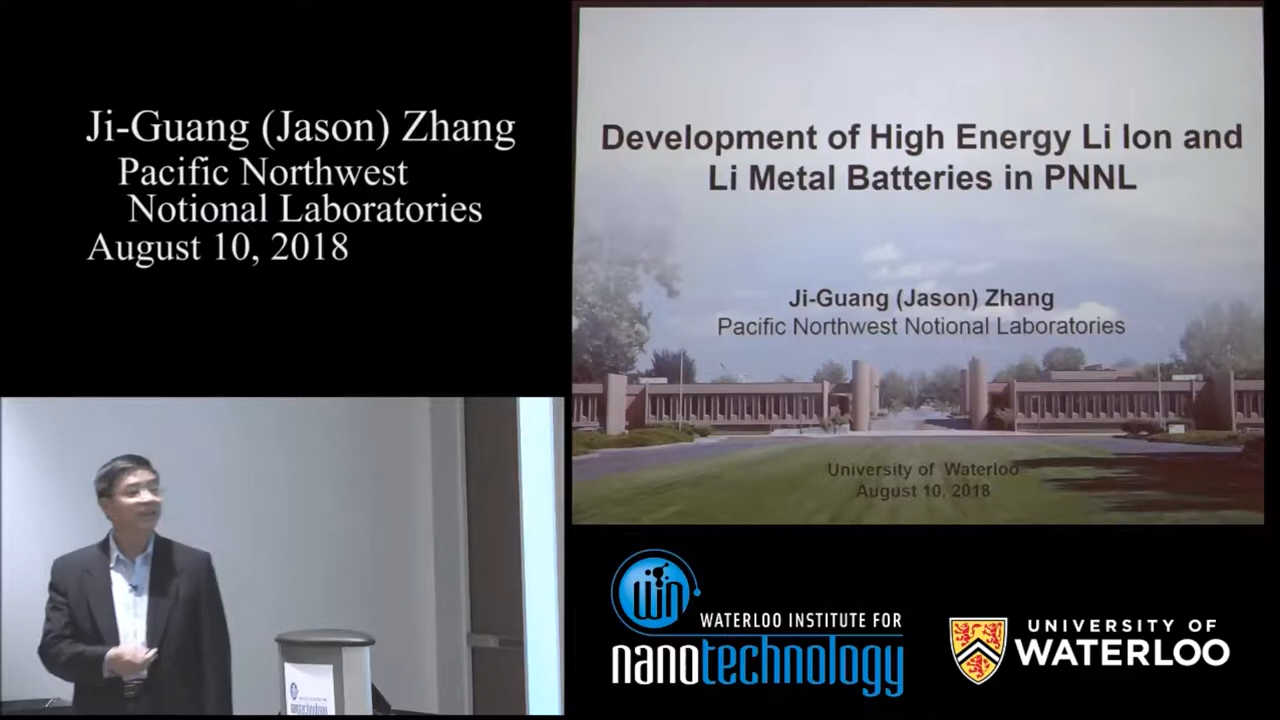 Ji-Guang (Jason) Zhang
Pacific Northwest
Notional Laboratories
August 10, 2018
Development of High Energy Li Ion and
Li Metal Batteries in PNNL
Ji-Guang (Jason) Zhang
Pacific Northwest Notional Laboratories
University of Waterloo
August 10, 2018
win
WATERLOO INSTITUTE FOR
nanotechnology
UNIVERSITY OF
WATERLOO
nanotechnology